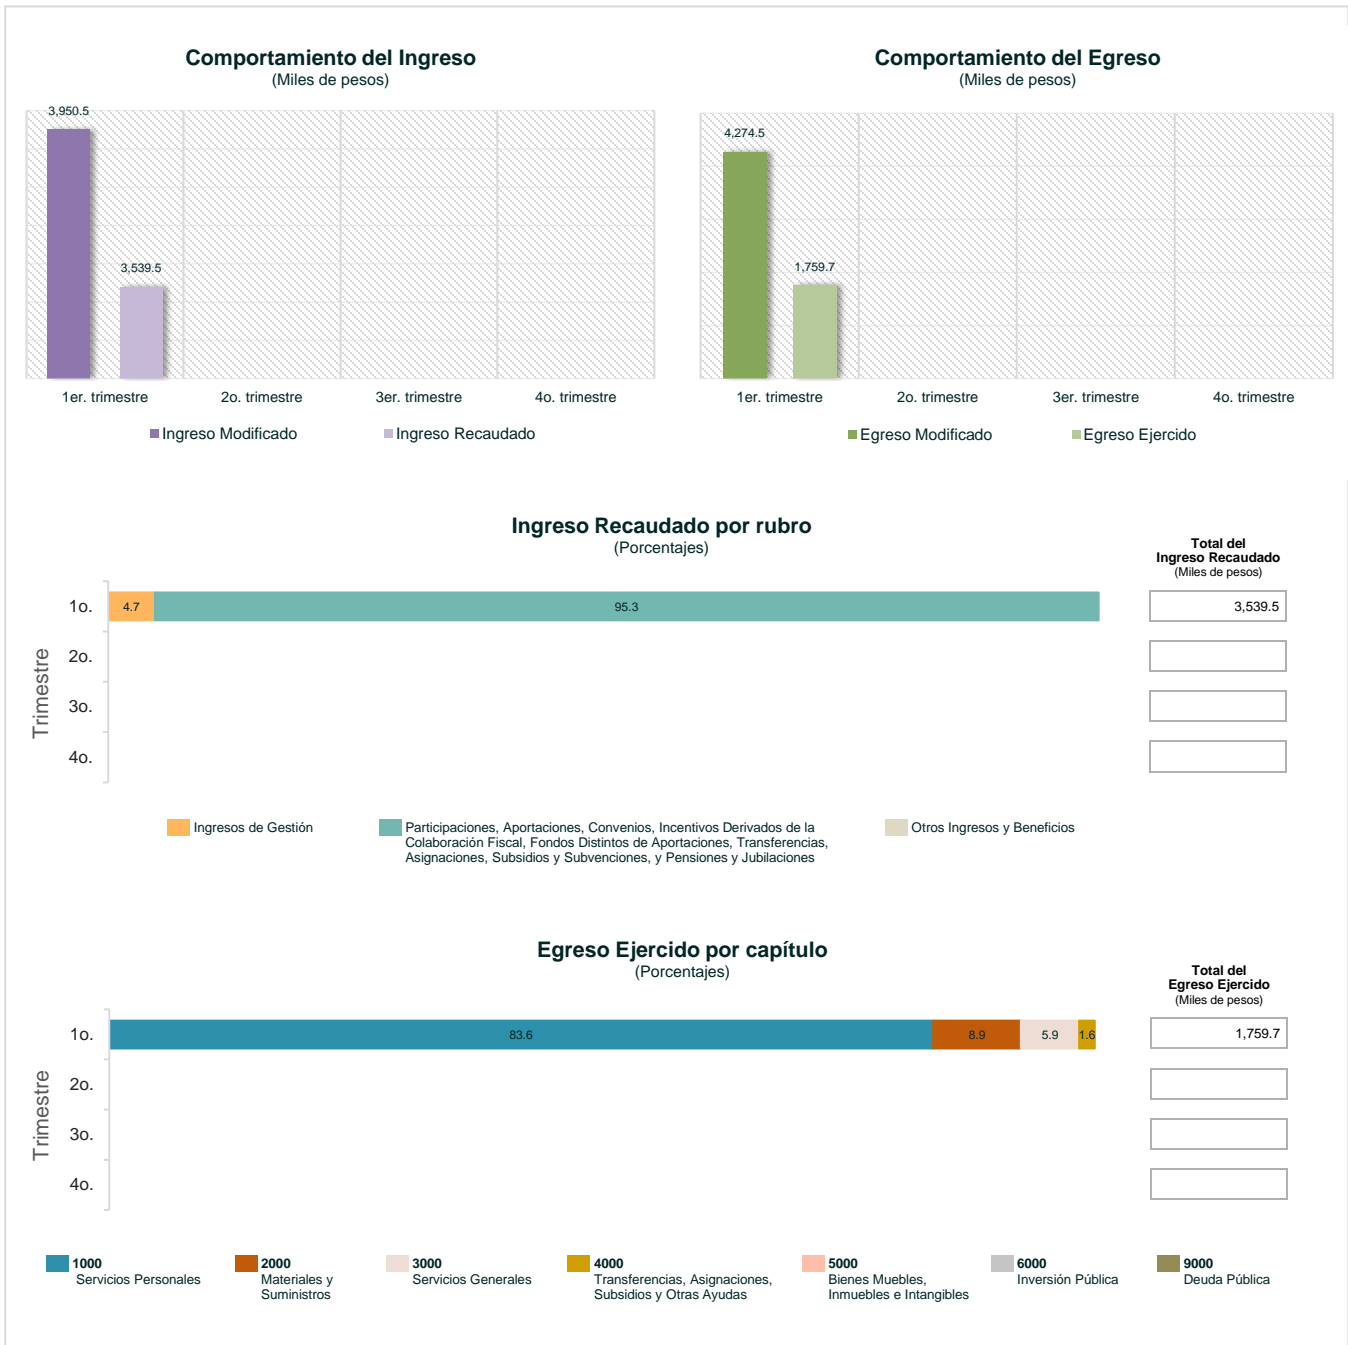 Comportamiento del Ingreso
(Miles de pesos)
3,950.5
3,539.5
1er. trimestre
2o. trimestre
3er. trimestre
4o. trimestre
Ingreso Modificado
Ingreso Recaudado
Comportamiento del Egreso
(Miles de pesos)
4,274.5
1,759.7
1er. trimestre
2o. trimestre
3er. trimestre
4o. trimestre
Egreso Modificado
Egreso Ejercido
Ingreso Recaudado por rubro
(Porcentajes)
Total del
Ingreso Recaudado
(Miles de pesos)
Trimestre
1o.
4.7
95.3
3,539.5
2o.
3o.
4o.
Ingresos de Gestión
Participaciones, Aportaciones, Convenios, Incentivos Derivados de la
Colaboración Fiscal, Fondos Distintos de Aportaciones, Transferencias,
Asignaciones, Subsidios y Subvenciones, y Pensiones y Jubilaciones
Otros Ingresos y Beneficios
Egreso Ejercido por capítulo
(Porcentajes)
Total del
Egreso Ejercido
(Miles de pesos)
Trimestre
1o.
83.6
8.9
5.9
1.6
1,759.7
2o.
3o.
4o.
1000
Servicios Personales
2000
Materiales y
Suministros
3000
Servicios Generales
4000
Transferencias, Asignaciones,
Subsidios y Otras Ayudas
5000
Bienes Muebles,
Inmuebles e Intangibles
6000
Inversión Pública
9000
Deuda Pública